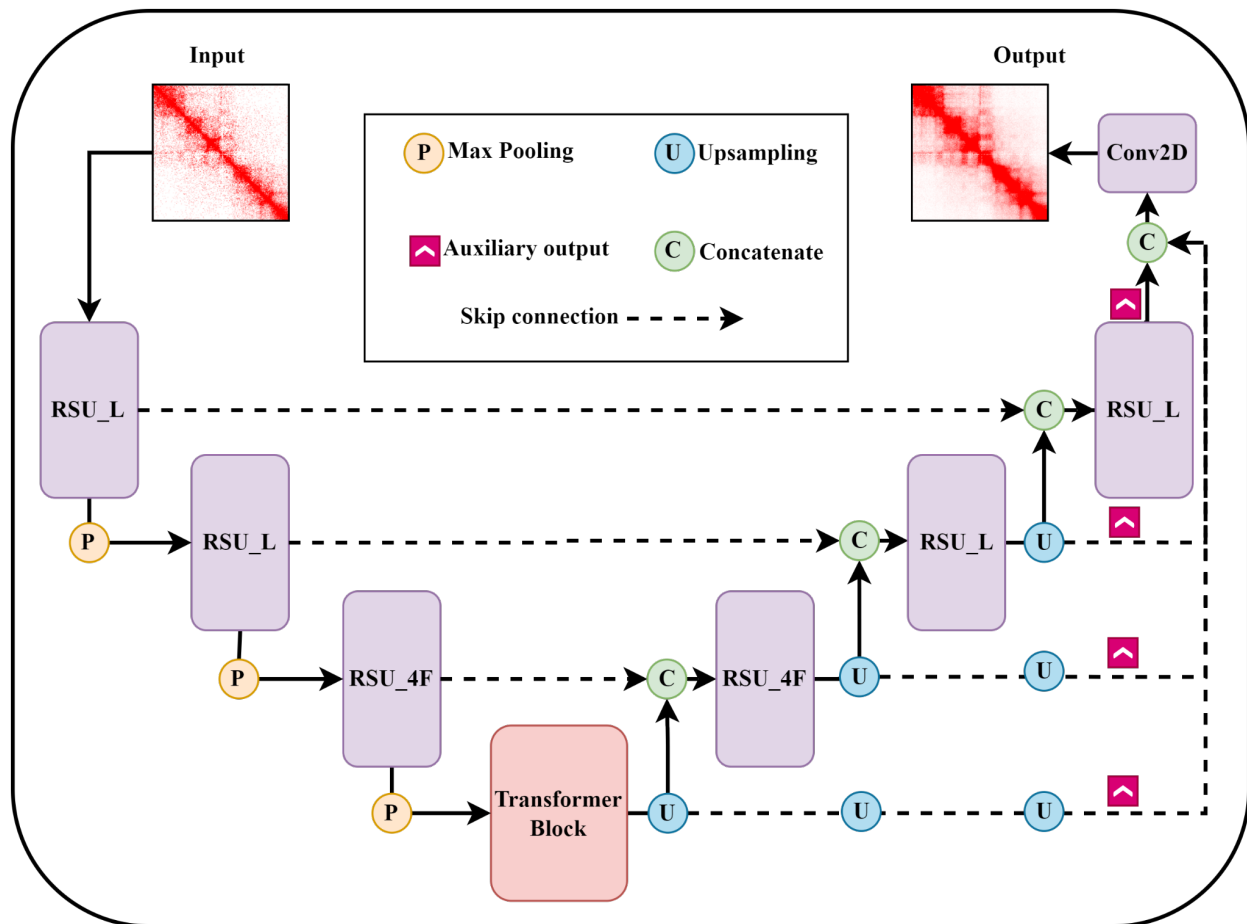 Input
Output
P Max Pooling
U Upsampling
Conv2D
Auxiliary output
C Concatenate
C
Skip connection
RSU_L
C
RSU_L
P
RSU_L
C
RSU_L
U
P
RSU_4F
C
RSU_4F
U
U
P
Transformer
Block
U
U
U